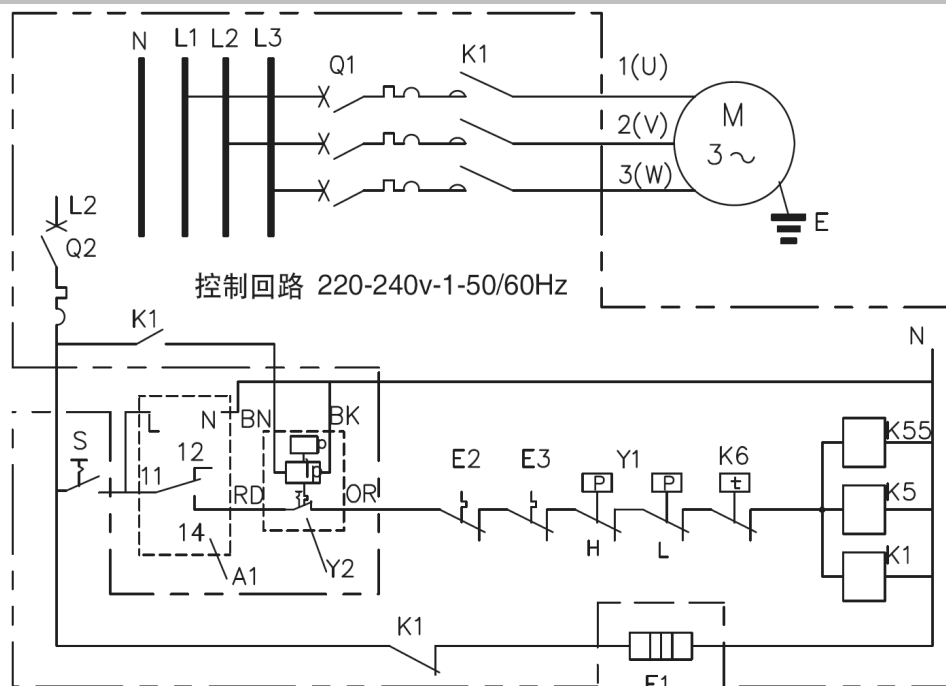 N L1 L2 L3
Q1
K1
1(U)
2(V)
3(W)
M
3～
E
L2
Q2
控制回路 220-240v-1-50/60Hz
K1
N
N
BN
BK
S
11
12
14
RD
OR
A1
Y2
E2
E3
Y1
K6
P
P
t
H
L
K55
K5
K1
K1